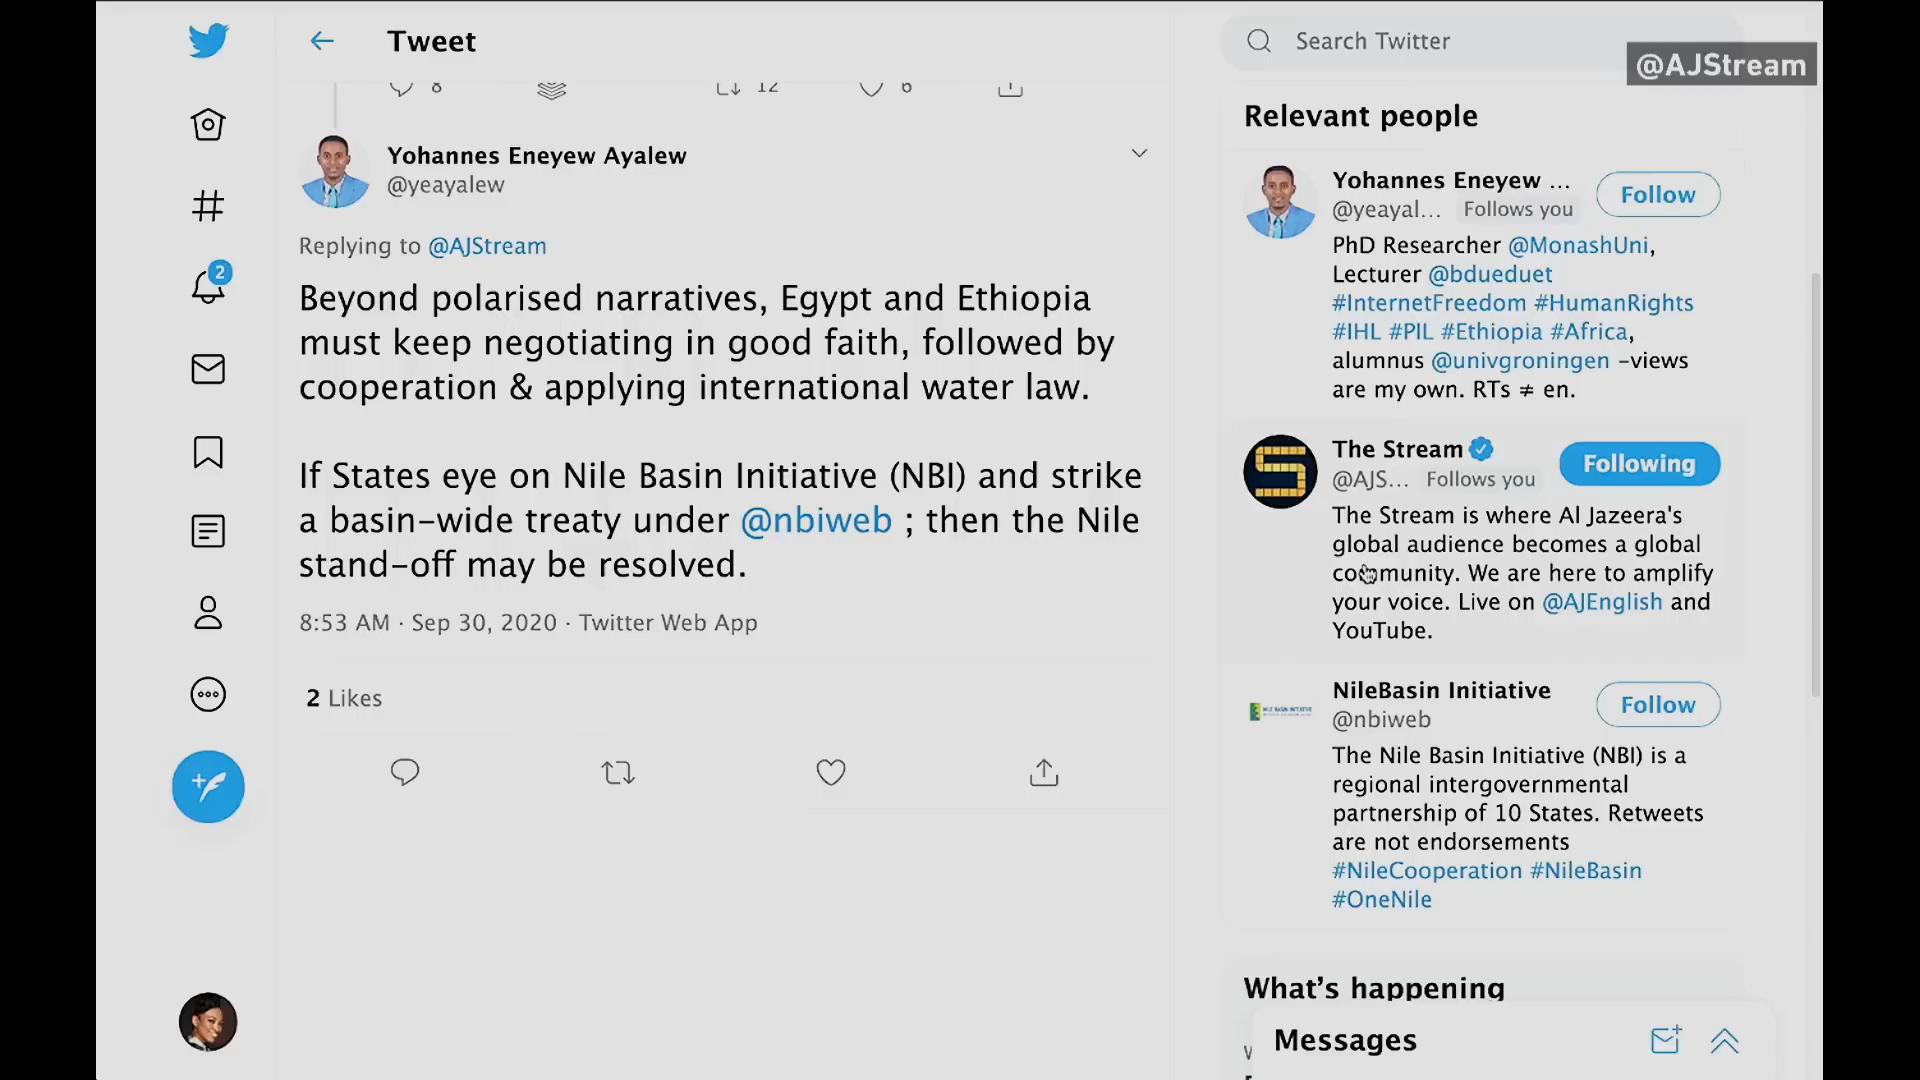 Tweet
Search Twitter
@AJStream
8
12
6
Yohannes Eneyew Ayalew
@yeayalew
Replying to @AJStream
Beyond polarised narratives, Egypt and Ethiopia
must keep negotiating in good faith, followed by
cooperation & applying international water law.
If States eye on Nile Basin Initiative (NBI) and strike
a basin-wide treaty under @nbiweb ; then the Nile
stand-off may be resolved.
8:53 AM · Sep 30, 2020 · Twitter Web App
2 Likes
2
Relevant people
Yohannes Eneyew ...
Follow
@yeayal... Follows you
PhD Researcher @MonashUni,
Lecturer @bdueduet
#InternetFreedom #HumanRights
#IHL #PIL #Ethiopia #Africa,
alumnus @univgroningen -views
are my own. RTs ≠ en.
The Stream
Following
@AJS... Follows you
The Stream is where Al Jazeera's
global audience becomes a global
community. We are here to amplify
your voice. Live on @AJEnglish and
YouTube.
NileBasin Initiative
Follow
@nbiweb
The Nile Basin Initiative (NBI) is a
regional intergovernmental
partnership of 10 States. Retweets
are not endorsements
#NileCooperation #NileBasin
#OneNile
What's happening
Messages